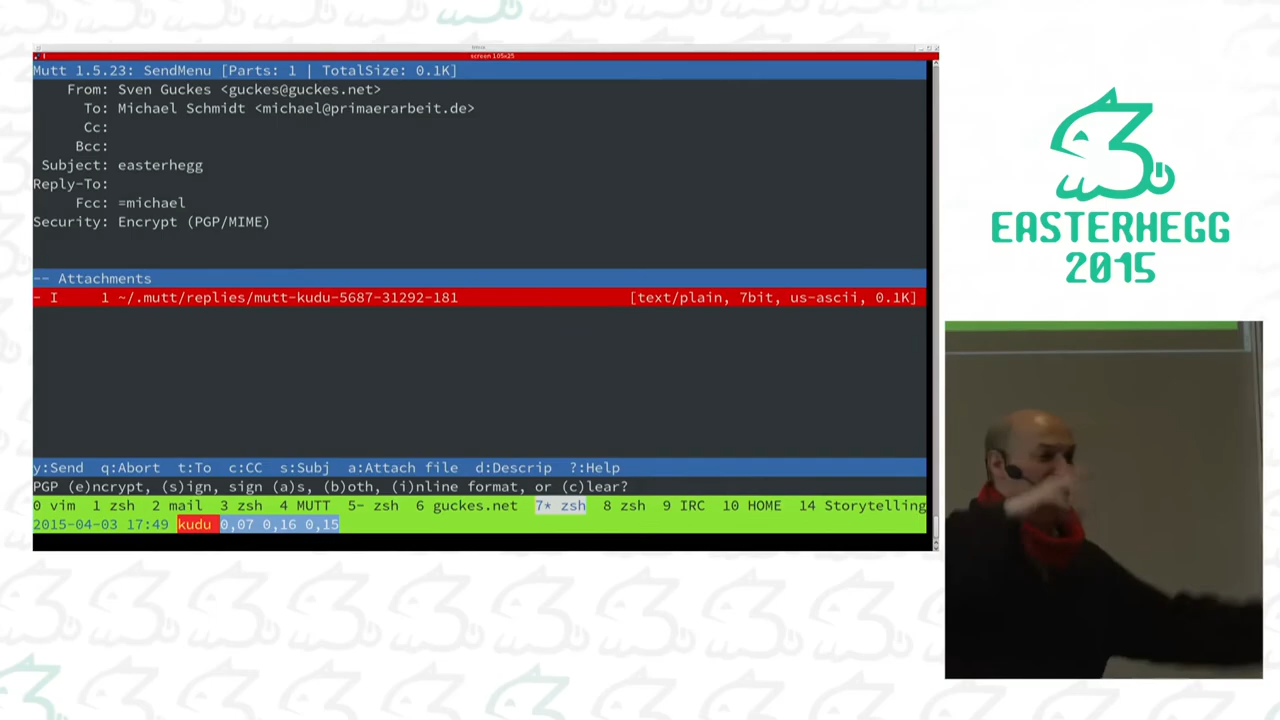 screen 105x25
Mutt 1.5.23: SendMenu [Parts: 1 | TotalSize: 0.1K]
From: Sven Guckes <guckes@guckes.net>
To: Michael Schmidt <michael@primaerarbeit.de>
Cc:
Bcc:
Subject: easterhegg
Reply-To:
Fcc: =michael
Security: Encrypt (PGP/MIME)
-- Attachments
- I 1 ~/.mutt/replies/mutt-kudu-5687-31292-181 [text/plain, 7bit, us-ascii, 0.1K]
y:Send q:Abort t:To c:CC s:Subj a:Attach file d:Descrip ?:Help
PGP (e)ncrypt, (s)ign, sign (a)s, (b)oth, (i)nline format, or (c)lear?
0 vim 1 zsh 2 mail 3 zsh 4 MUTT 5- zsh 6 guckes.net 7* zsh 8 zsh 9 IRC 10 HOME 14 Storytelling
2015-04-03 17:49 kudu 0,07 0,16 0,15
EASTERHEGG
2015